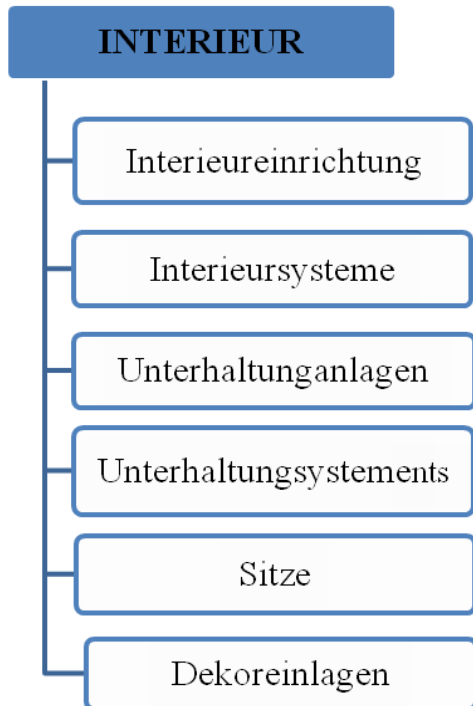 INTERIEUR
Interieureinrichtung
Interieursysteme
Unterhaltunganlagen
Unterhaltungsystements
Sitze
Dekoreinlagen